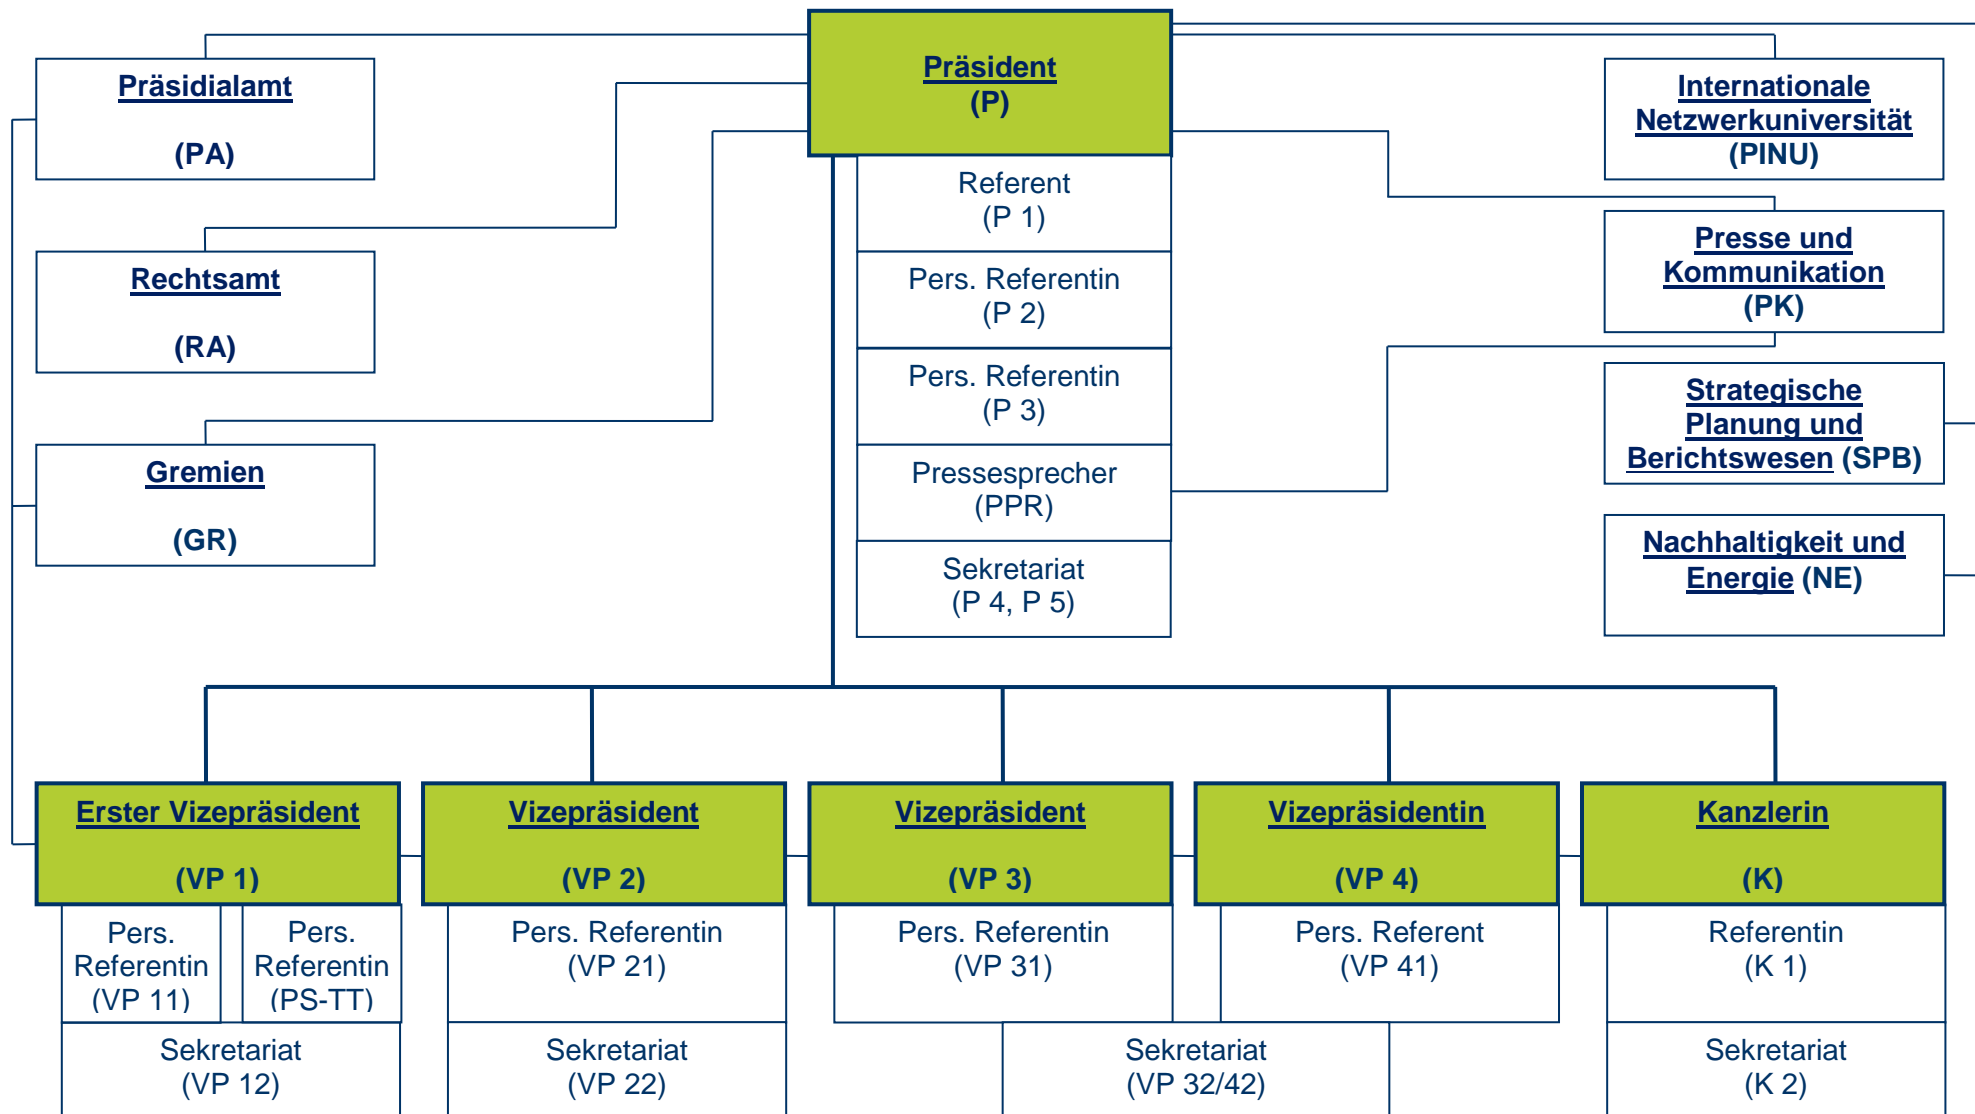 Präsident
(P)
Präsidialamt
(PA)
Internationale
Netzwerkuniversität
(PINU)
Referent
(P 1)
Rechtsamt
(RA)
Pers. Referentin
(P 2)
Presse und
Kommunikation
(PK)
Pers. Referentin
(P 3)
Strategische
Planung und
Berichtswesen (SPB)
Gremien
(GR)
Pressesprecher
(PPR)
Nachhaltigkeit und
Energie (NE)
Sekretariat
(P 4, P 5)
Erster Vizepräsident
(VP 1)
Vizepräsident
(VP 2)
Vizepräsident
(VP 3)
Vizepräsidentin
(VP 4)
Kanzlerin
(K)
Pers.
Referentin
(VP 11)
Pers.
Referentin
(PS-TT)
Pers. Referentin
(VP 21)
Pers. Referentin
(VP 31)
Pers. Referent
(VP 41)
Referentin
(K 1)
Sekretariat
(VP 12)
Sekretariat
(VP 22)
Sekretariat
(VP 32/42)
Sekretariat
(K 2)